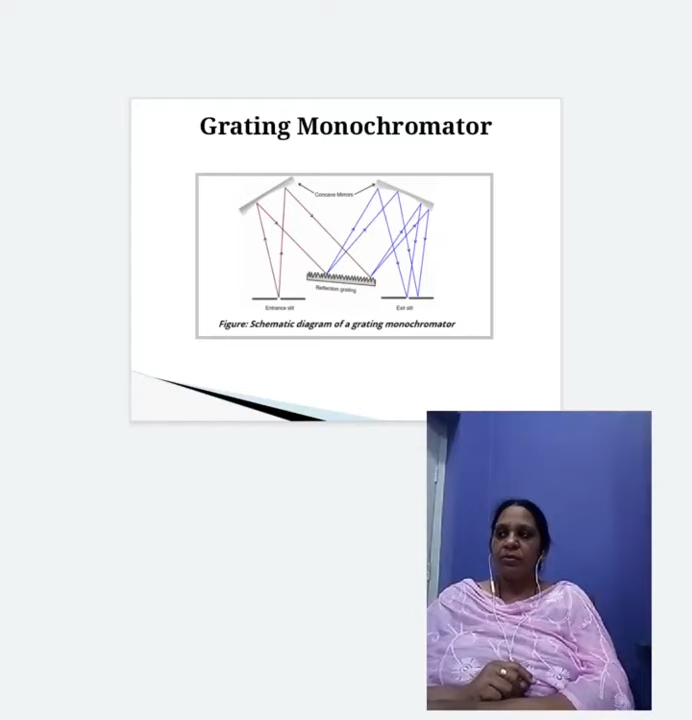 Grating Monochromator
Concave Mirrors
Reflection grating
Entrance slit
Exit slit
Figure: Schematic diagram of a grating monochromator